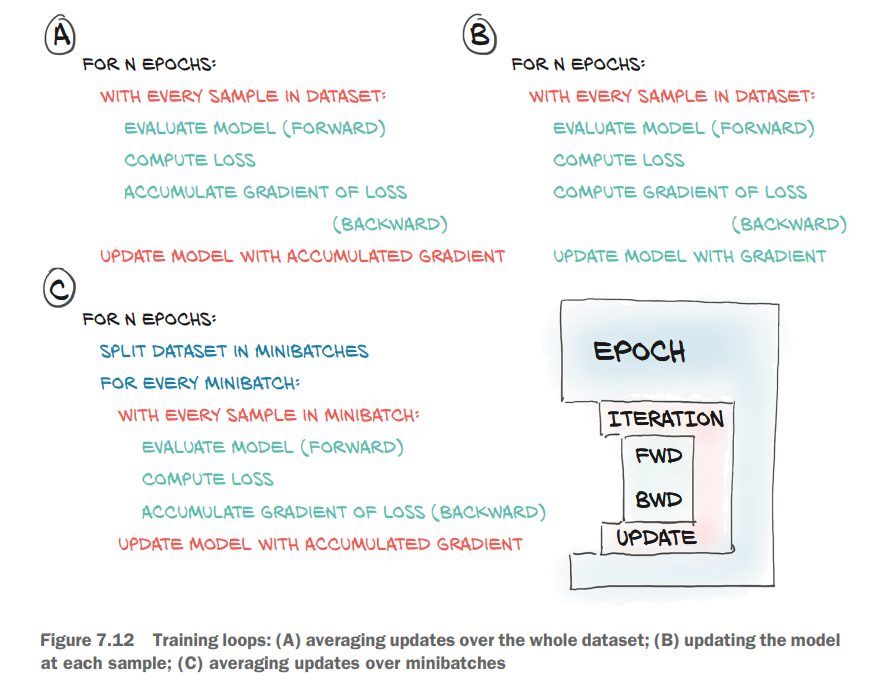 A
FOR N EPOCHS:
WITH EVERY SAMPLE IN DATASET:
EVALUATE MODEL (FORWARD)
COMPUTE LOSS
ACCUMULATE GRADIENT OF LOSS
(BACKWARD)
UPDATE MODEL WITH ACCUMULATED GRADIENT
B
FOR N EPOCHS:
WITH EVERY SAMPLE IN DATASET:
EVALUATE MODEL (FORWARD)
COMPUTE LOSS
COMPUTE GRADIENT OF LOSS
(BACKWARD)
UPDATE MODEL WITH GRADIENT
C
FOR N EPOCHS:
SPLIT DATASET IN MINIBATCHES
FOR EVERY MINIBATCH:
WITH EVERY SAMPLE IN MINIBATCH:
EVALUATE MODEL (FORWARD)
COMPUTE LOSS
ACCUMULATE GRADIENT OF LOSS (BACKWARD)
UPDATE MODEL WITH ACCUMULATED GRADIENT
EPOCH
ITERATION
FWD
BWD
UPDATE
Figure 7.12 Training loops: (A) averaging updates over the whole dataset; (B) updating the model
at each sample; (C) averaging updates over minibatches